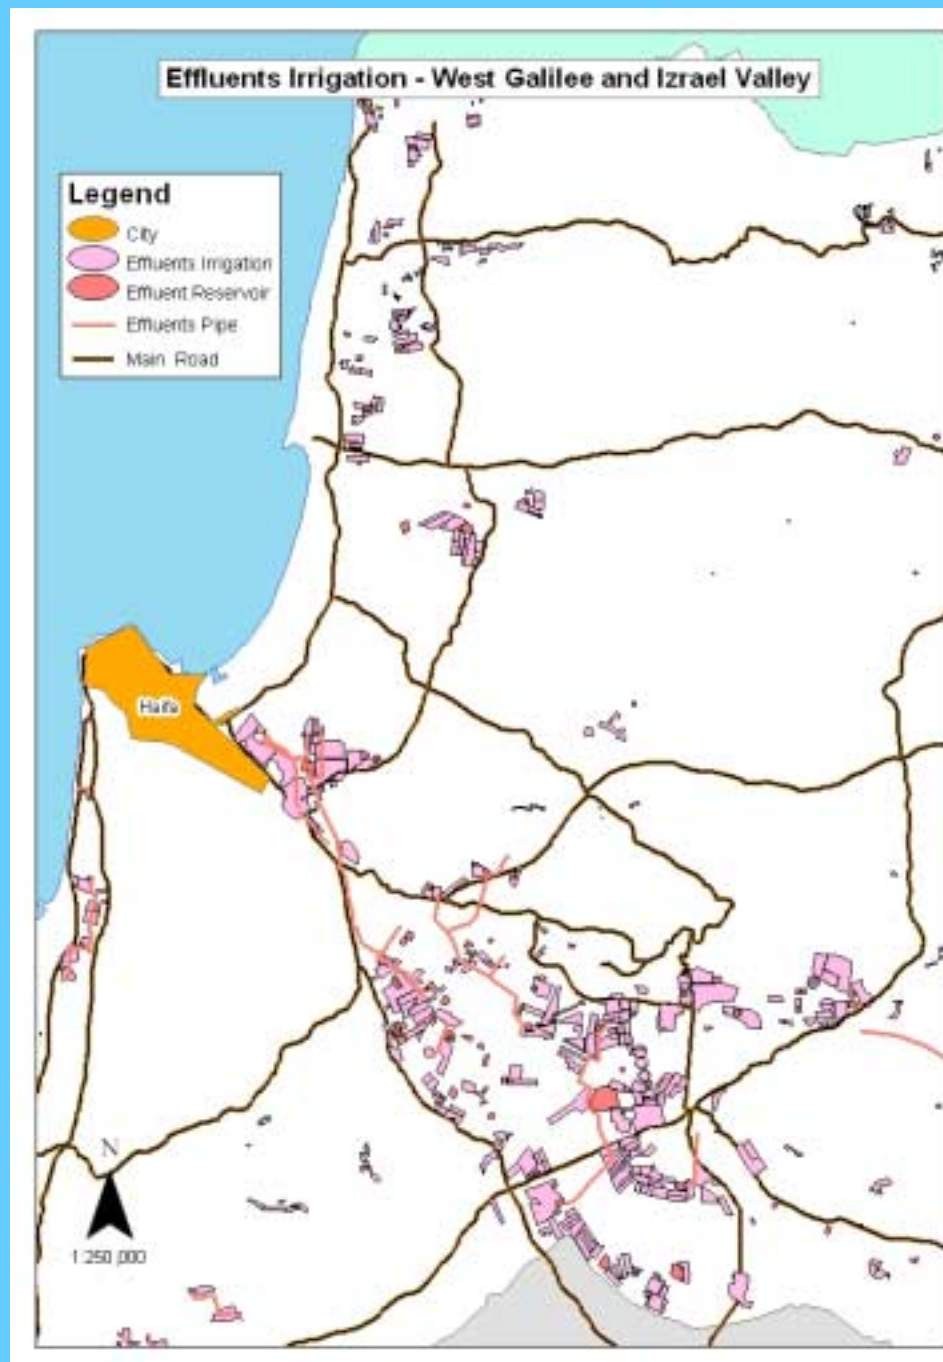 Effluents Irrigation - West Galilee and Izrael Valley
Legend
City
Effluents Irrigation
Effluent Reservoir
Effluents Pipe
Main Road
Haifa
N
1:250,000